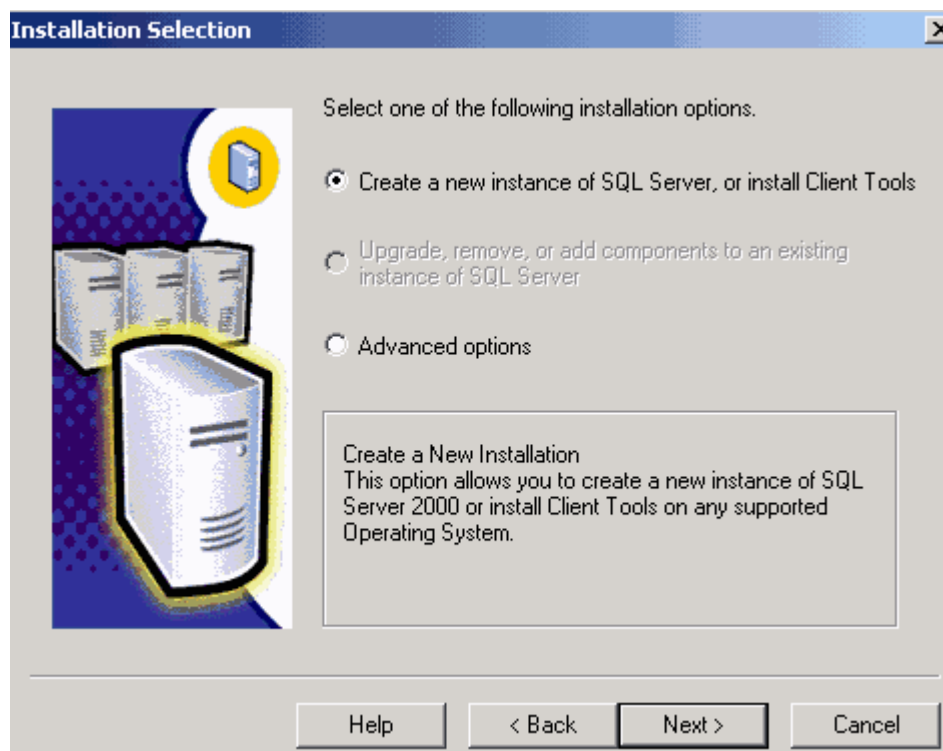 Installation Selection
Select one of the following installation options.
Create a new instance of SQL Server, or install Client Tools
Upgrade, remove, or add components to an existing
instance of SQL Server
Advanced options
Create a New Installation
This option allows you to create a new instance of SQL
Server 2000 or install Client Tools on any supported
Operating System.
Help
< Back
Next >
Cancel